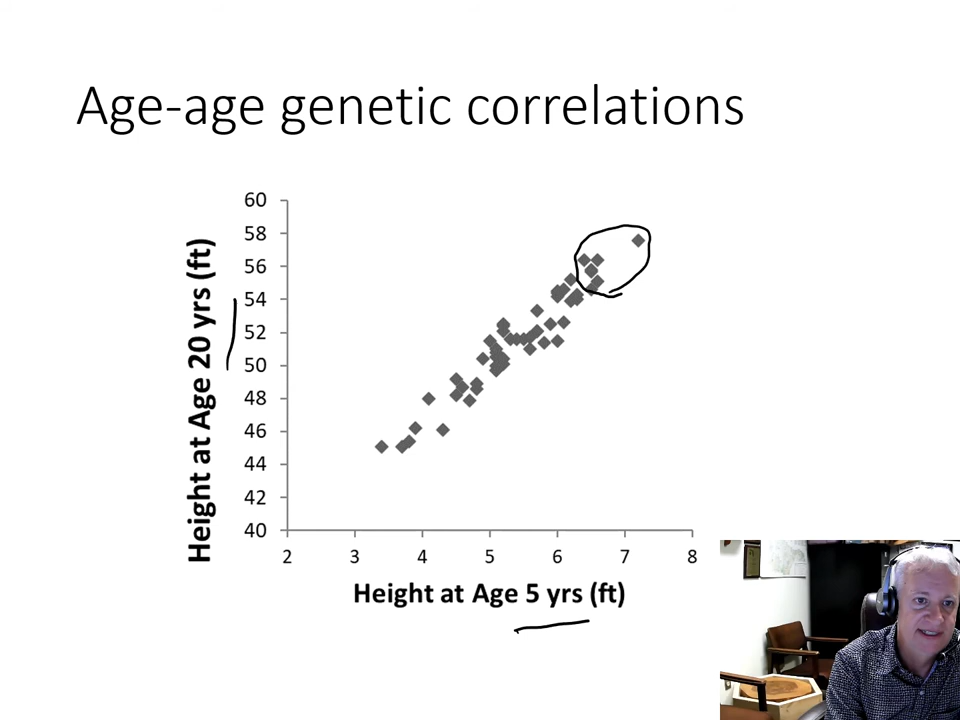 Age-age genetic correlations
60
58
56
54
52
50
48
46
44
42
40
Height at Age 20 yrs (ft)
2 3 4 5 6 7 8
Height at Age 5 yrs (ft)